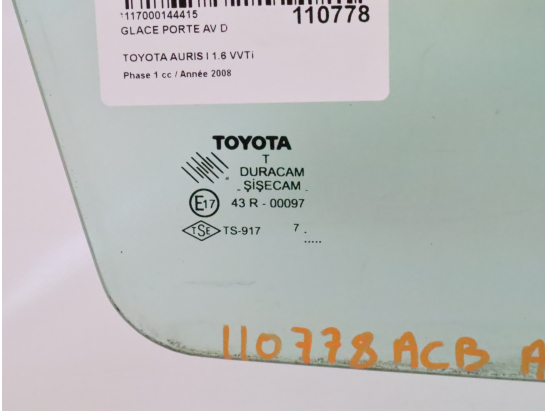 1117000144415
110778
GLACE PORTE AV D
TOYOTA AURIS I 1.6 VVTi
Phase 1 cc / Année 2008
TOYOTA
T
DURACAM
ŞİŞECAM
E17 43 R - 00097
TSE TS-917 7 .
.....
110778 ACB A